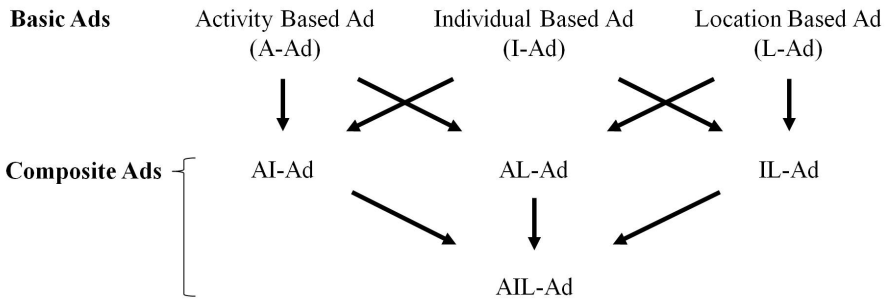 Basic Ads Activity Based Ad Individual Based Ad Location Based Ad
(A-Ad) (I-Ad) (L-Ad)
Composite Ads AI-Ad AL-Ad IL-Ad
AIL-Ad